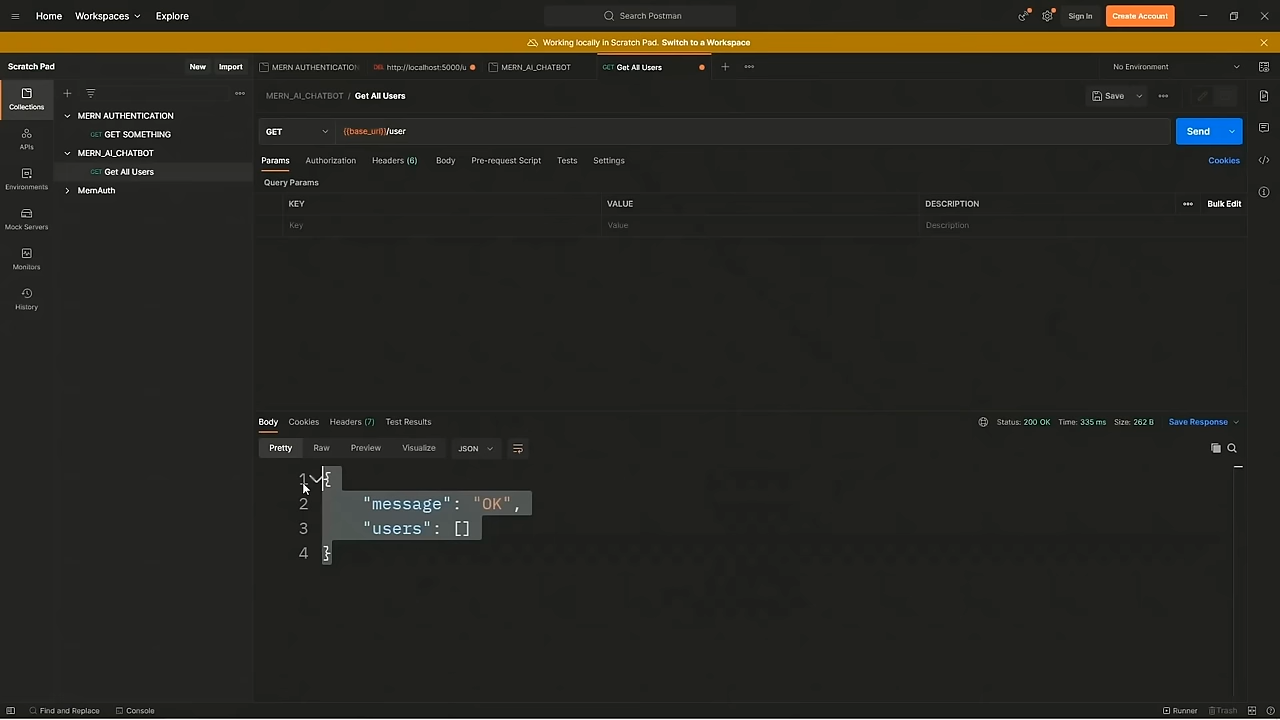 Home Workspaces Explore Search Postman Sign In Create Account
Working locally in Scratch Pad. Switch to a Workspace
Scratch Pad New Import MERN AUTHENTICATION DEL http://localhost:5000/u MERN_AI_CHATBOT GET Get All Users No Environment
Collections
APIs
Environments
Mock Servers
Monitors
History
MERN AUTHENTICATION
GET GET SOMETHING
MERN_AI_CHATBOT
GET Get All Users
MernAuth
MERN_AI_CHATBOT / Get All Users Save
GET {{base_url}}/user Send
Params Authorization Headers (6) Body Pre-request Script Tests Settings Cookies
Query Params
KEY VALUE DESCRIPTION Bulk Edit
Key Value Description
Body Cookies Headers (7) Test Results Status: 200 OK Time: 335 ms Size: 262 B Save Response
Pretty Raw Preview Visualize JSON
1 {
2 "message": "OK",
3 "users": []
4 }
Find and Replace Console Runner Trash